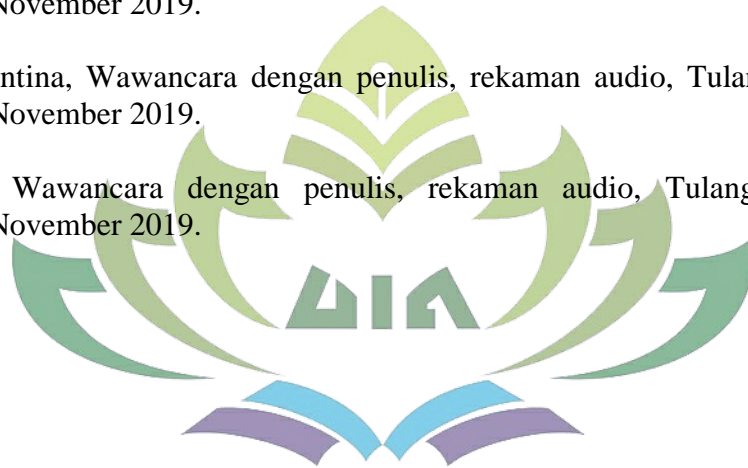 November 2019.
ntina, Wawancara dengan penulis, rekaman audio, Tulan
November 2019.
Wawancara dengan penulis, rekaman audio, Tulang
November 2019.
UIN